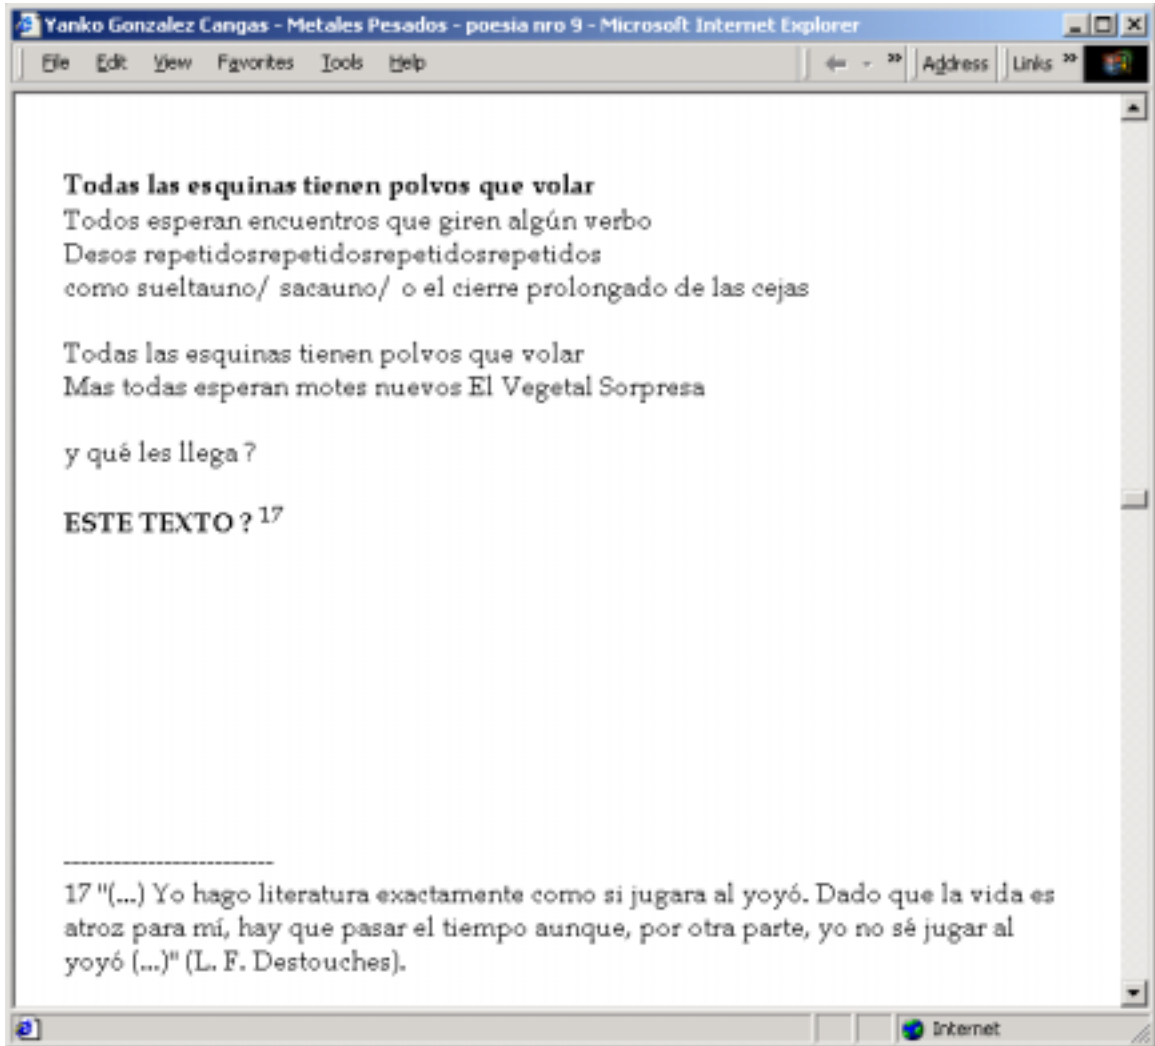 Yanko Gonzalez Cangas - Metales Pesados - poesia nro 9 - Microsoft Internet Explorer
File Edit View Favorites Tools Help Address Links »
Todas las esquinas tienen polvos que volar
Todos esperan encuentros que giren algún verbo
Desos repetidosrepetidosrepetidosrepetidos
como sueltauno/ sacauno/ o el cierre prolongado de las cejas
Todas las esquinas tienen polvos que volar
Mas todas esperan motes nuevos El Vegetal Sorpresa
y qué les llega ?
ESTE TEXTO ? 17
-------------------------
17 "(...) Yo hago literatura exactamente como si jugara al yoyó. Dado que la vida es
atroz para mí, hay que pasar el tiempo aunque, por otra parte, yo no sé jugar al
yoyó (...)" (L. F. Destouches).
Internet